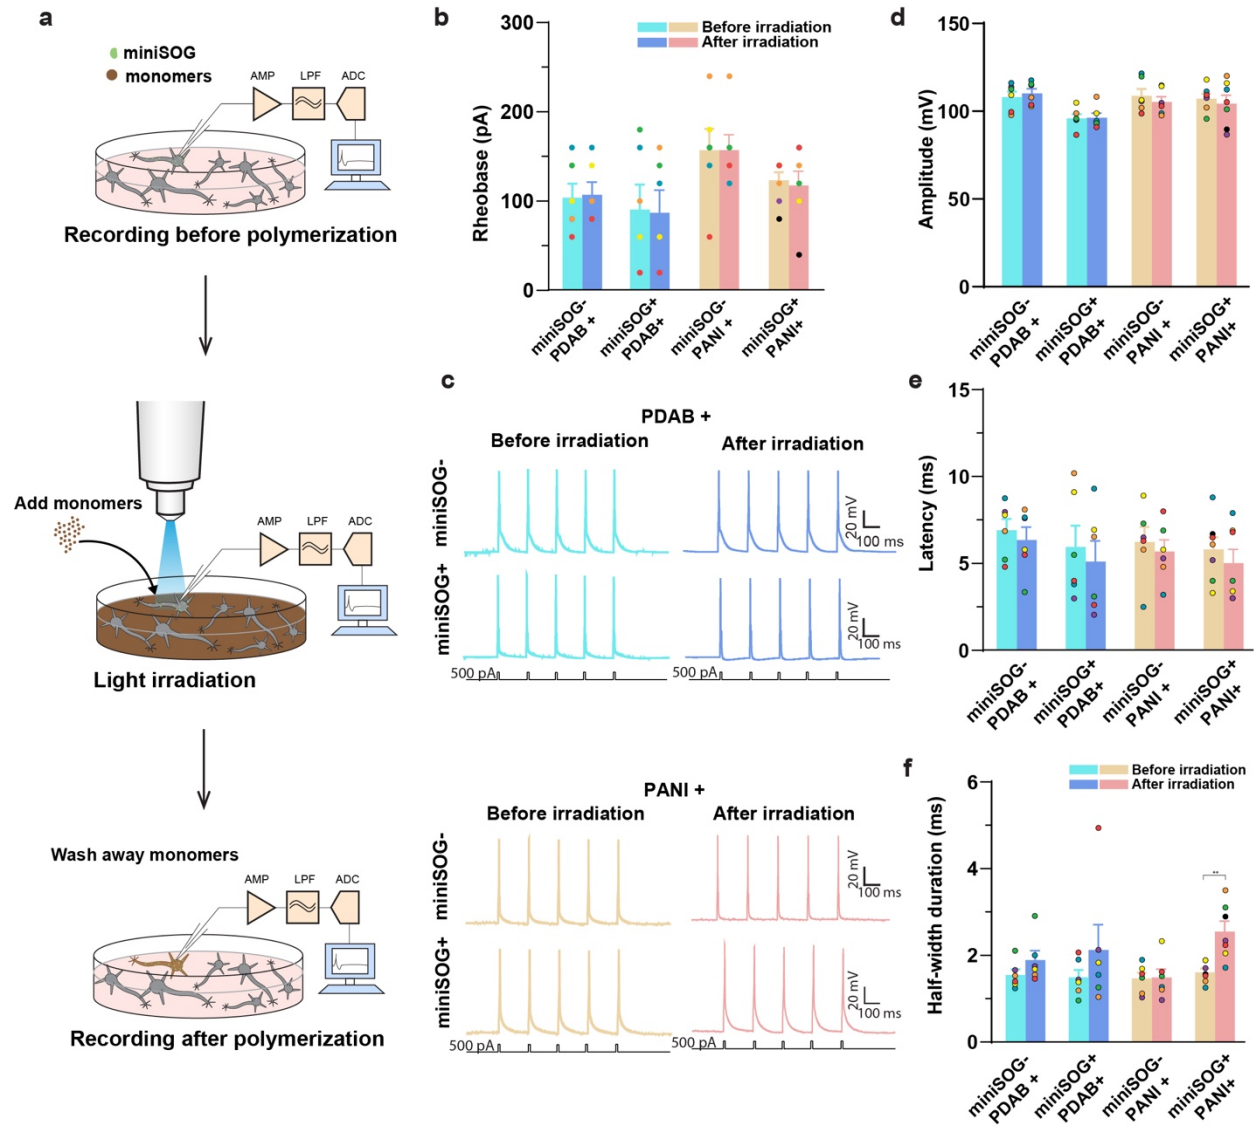 a
miniSOG
monomers
AMP
LPF
ADC
Recording before polymerization
Add monomers
AMP
LPF
ADC
Light irradiation
Wash away monomers
AMP
LPF
ADC
Recording after polymerization
b
Before irradiation
After irradiation
Rheobase (pA)
300
200
100
0
miniSOG-
PDAB +
miniSOG+
PDAB+
miniSOG-
PANI +
miniSOG+
PANI+
c
PDAB +
Before irradiation
After irradiation
miniSOG-
20 mV
100 ms
miniSOG+
20 mV
100 ms
500 pA
500 pA
PANI +
Before irradiation
After irradiation
miniSOG-
20 mV
100 ms
miniSOG+
20 mV
100 ms
500 pA
500 pA
d
Amplitude (mV)
150
100
50
0
miniSOG-
PDAB +
miniSOG+
PDAB+
miniSOG-
PANI +
miniSOG+
PANI+
e
Latency (ms)
15
10
5
0
miniSOG-
PDAB +
miniSOG+
PDAB+
miniSOG-
PANI +
miniSOG+
PANI+
f
Before irradiation
After irradiation
Half-width duration (ms)
6
4
2
0
**
miniSOG-
PDAB +
miniSOG+
PDAB+
miniSOG-
PANI +
miniSOG+
PANI+